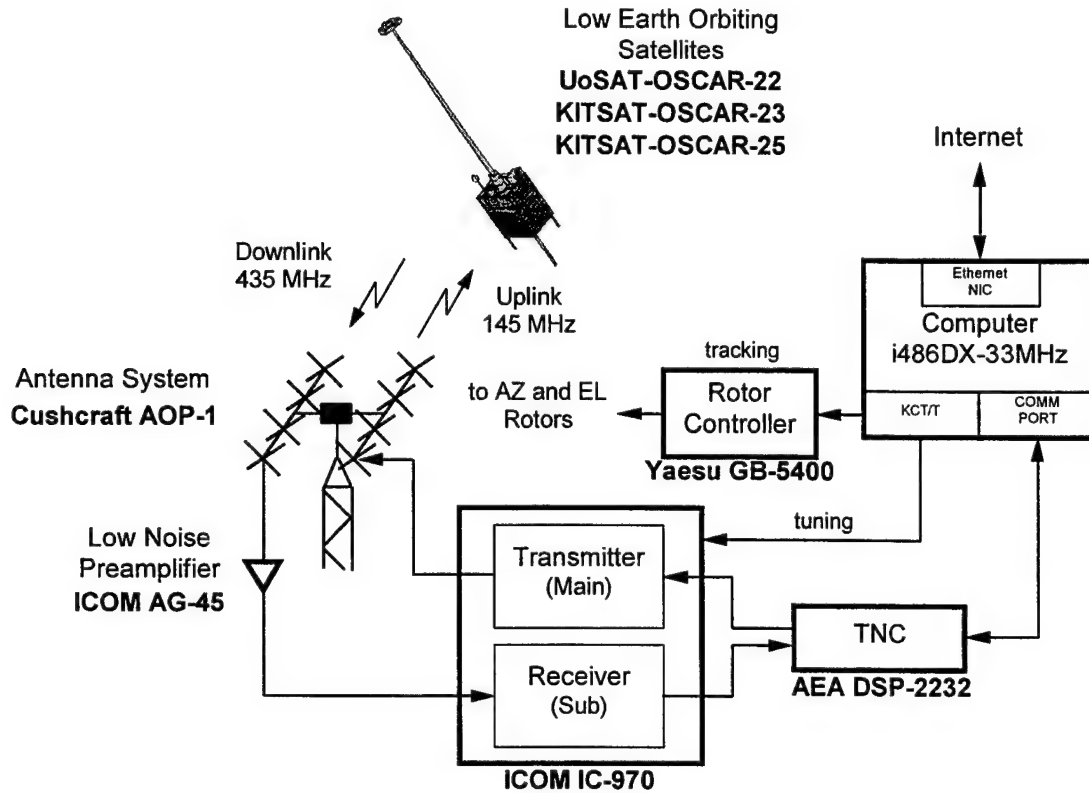 Low Earth Orbiting
Satellites
UoSAT-OSCAR-22
KITSAT-OSCAR-23
KITSAT-OSCAR-25
Internet
Downlink
435 MHz
Uplink
145 MHz
Ethernet
NIC
Computer
i486DX-33MHz
KCT/T
COMM
PORT
tracking
Rotor
Controller
Yaesu GB-5400
to AZ and EL
Rotors
Antenna System
Cushcraft AOP-1
tuning
Low Noise
Preamplifier
ICOM AG-45
Transmitter
(Main)
Receiver
(Sub)
ICOM IC-970
TNC
AEA DSP-2232